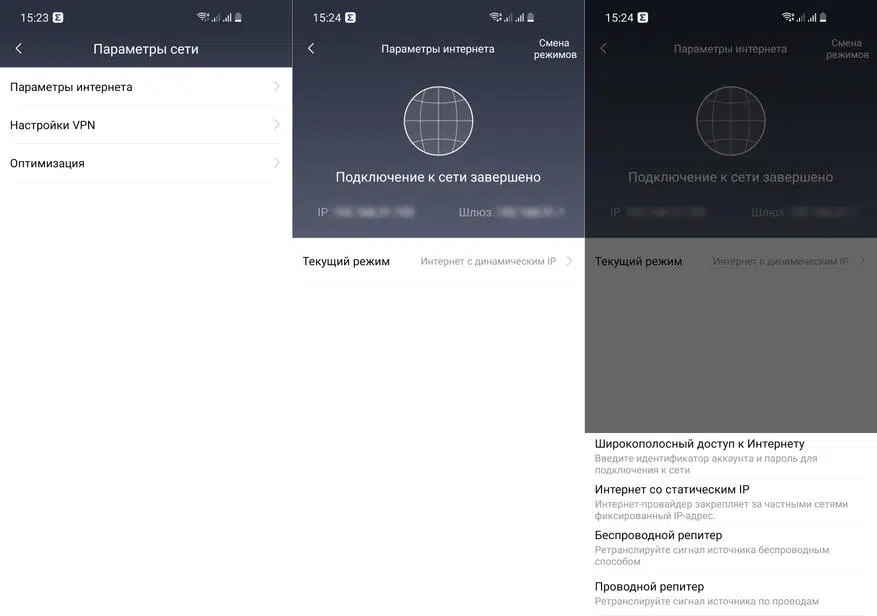 15:23
Параметры сети
Параметры интернета
Настройки VPN
Оптимизация
15:24
Параметры интернета
Смена
режимов
Подключение к сети завершено
IP:
Шлюз:
Текущий режим
Интернет с динамическим IP
15:24
Параметры интернета
Смена
режимов
Подключение к сети завершено
IP:
Шлюз:
Текущий режим
Интернет с динамическим IP
Широкополосный доступ к Интернету
Введите идентификатор аккаунта и пароль для
подключения к сети
Интернет со статическим IP
Интернет-провайдер закрепляет за частными сетями
фиксированный IP-адрес.
Беспроводной репитер
Ретранслируйте сигнал источника беспроводным
способом
Проводной репитер
Ретранслируйте сигнал источника по проводам